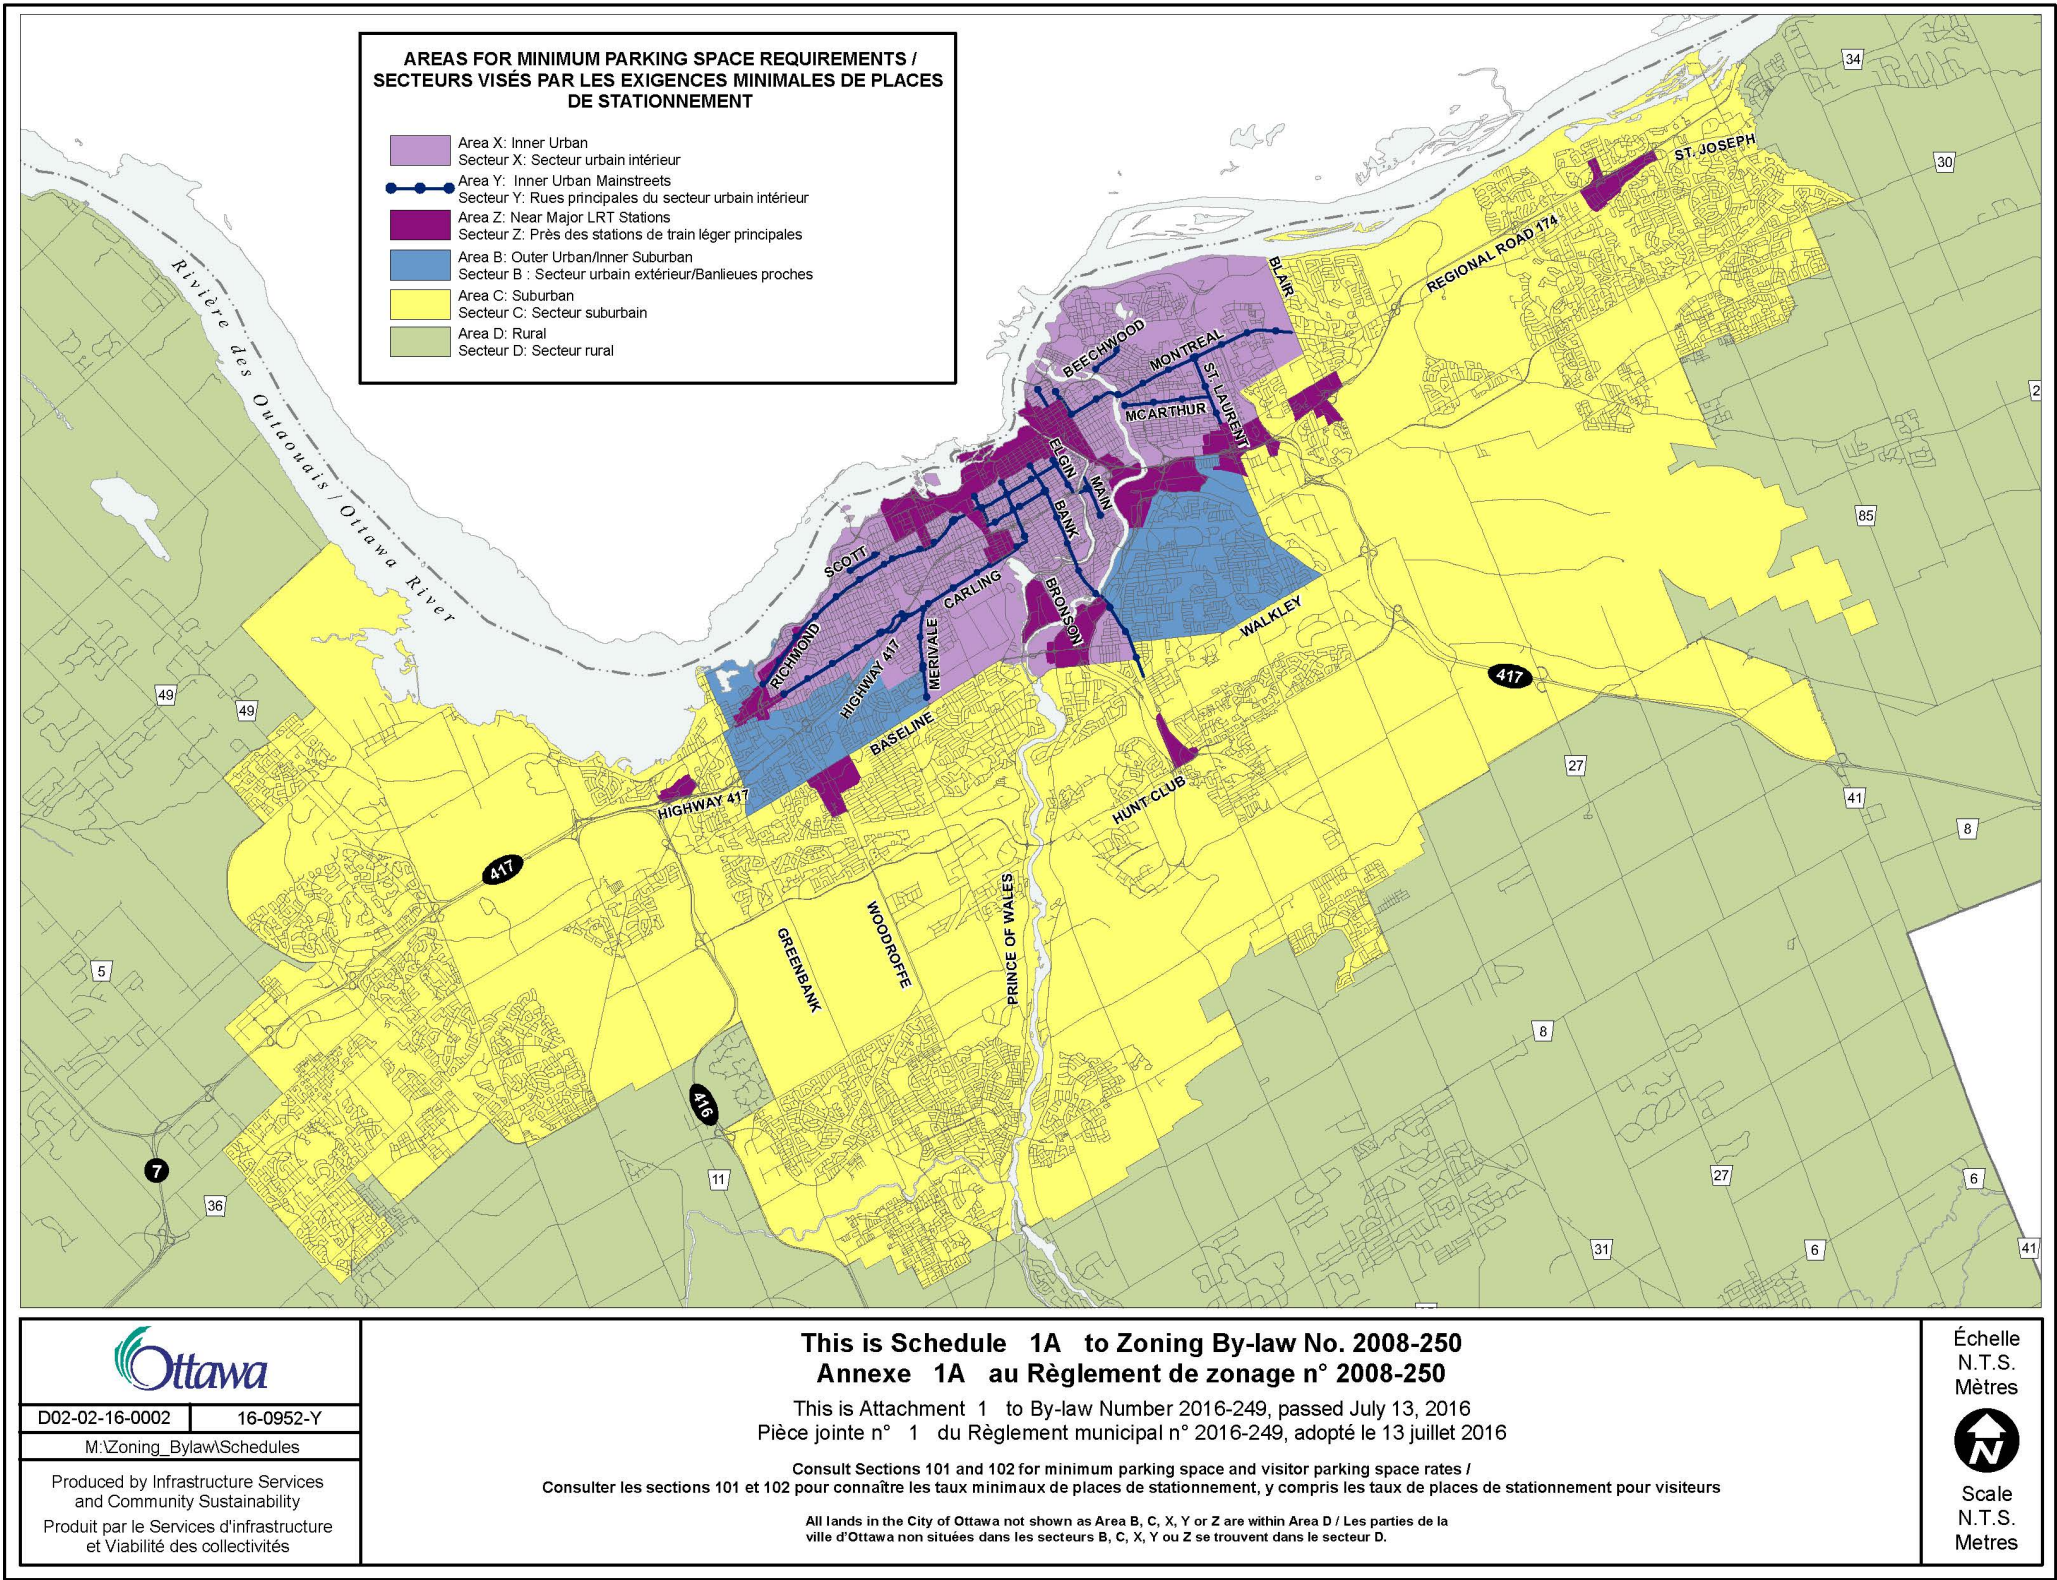 AREAS FOR MINIMUM PARKING SPACE REQUIREMENTS /
SECTEURS VISÉS PAR LES EXIGENCES MINIMALES DE PLACES
DE STATIONNEMENT
Area X: Inner Urban
Secteur X: Secteur urbain intérieur
Area Y: Inner Urban Mainstreets
Secteur Y: Rues principales du secteur urbain intérieur
Area Z: Near Major LRT Stations
Secteur Z: Près des stations de train léger principales
Area B: Outer Urban/Inner Suburban
Secteur B : Secteur urbain extérieur/Banlieues proches
Area C: Suburban
Secteur C: Secteur suburbain
Area D: Rural
Secteur D: Secteur rural
Rivière des Outaouais / Ottawa River
34
ST. JOSEPH
30
REGIONAL ROAD 174
BLAIR
BEECHWOOD
MONTREAL
ST. LAURENT
MCARTHUR
2
ELGIN
MAIN
BANK
85
SCOTT
CARLING
BRONSON
WALKLEY
RICHMOND
HIGHWAY 417
MERIVALE
BASELINE
417
49
49
27
41
8
HIGHWAY 417
HUNT CLUB
417
WOODROFFE
GREENBANK
PRINCE OF WALES
5
8
416
7
11
36
27
6
31
6
41
Ottawa
D02-02-16-0002
16-0952-Y
M:\Zoning_Bylaw\Schedules
Produced by Infrastructure Services
and Community Sustainability
Produit par le Services d'infrastructure
et Viabilité des collectivités
This is Schedule 1A to Zoning By-law No. 2008-250
Annexe 1A au Règlement de zonage n° 2008-250
This is Attachment 1 to By-law Number 2016-249, passed July 13, 2016
Pièce jointe n° 1 du Règlement municipal n° 2016-249, adopté le 13 juillet 2016
Consult Sections 101 and 102 for minimum parking space and visitor parking space rates /
Consulter les sections 101 et 102 pour connaître les taux minimaux de places de stationnement, y compris les taux de places de stationnement pour visiteurs
All lands in the City of Ottawa not shown as Area B, C, X, Y or Z are within Area D / Les parties de la
ville d'Ottawa non situées dans les secteurs B, C, X, Y ou Z se trouvent dans le secteur D.
Échelle
N.T.S.
Mètres
N
Scale
N.T.S.
Metres